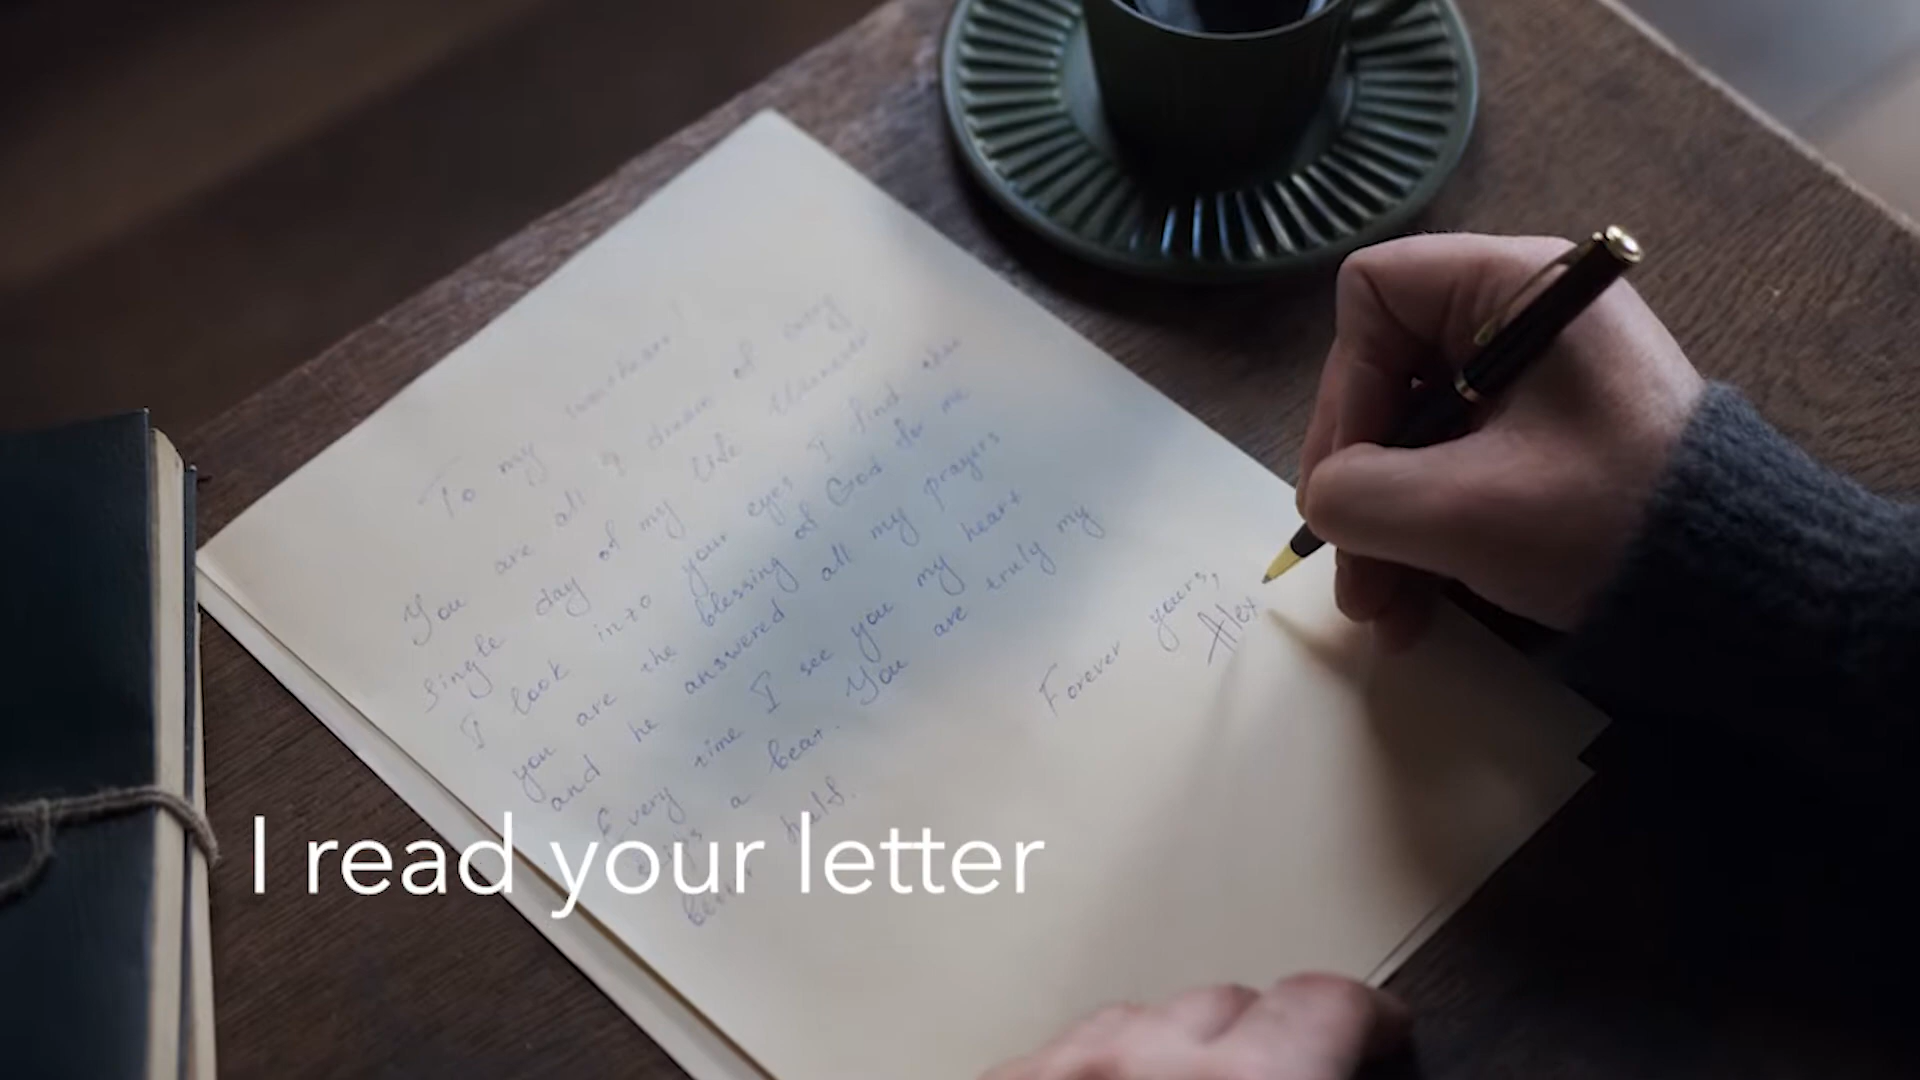 To my sweetheart!
You are all I dream of every
single day of my life. Whenever
I look into your eyes I find that
you are the blessing of God for me
and he answered all my prayers
Every time I see you my heart
a beat. You are truly my
half.
Forever yours,
Alex
I read your letter